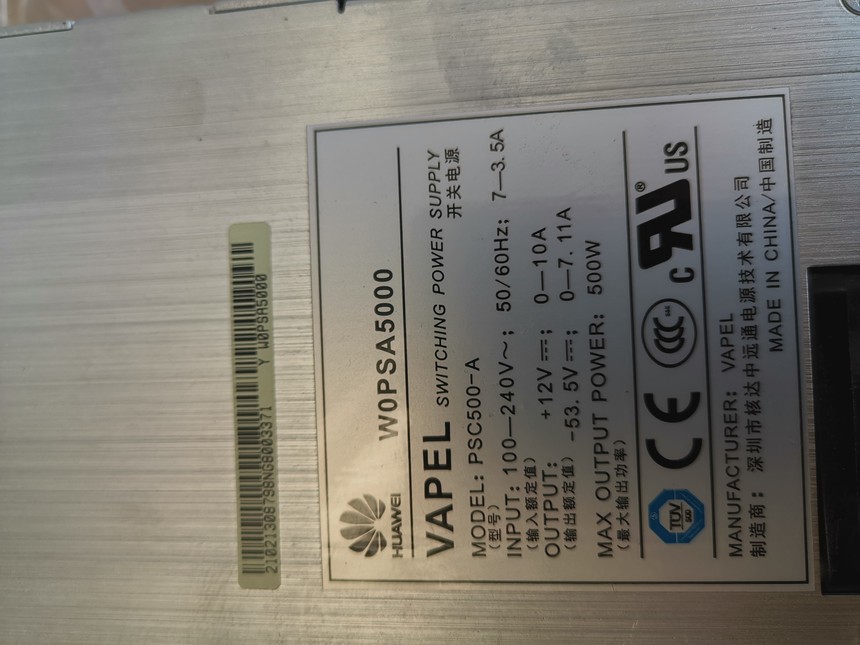 21021308798NG8003371 Y W0PSA5000
HUAWEI W0PSA5000
VAPEL SWITCHING POWER SUPPLY
开关电源
MODEL: PSC500-A
(型号)
INPUT: 100—240V～; 50/60Hz; 7—3.5A
(输入额定值)
OUTPUT: +12V⎓; 0—10A
(输出额定值) -53.5V⎓; 0—7.11A
MAX OUTPUT POWER: 500W
(最大输出功率)
TÜV CE CCC c RU ® US
MANUFACTURER: VAPEL
制造商: 深圳市核达中远通电源技术有限公司
MADE IN CHINA/中国制造